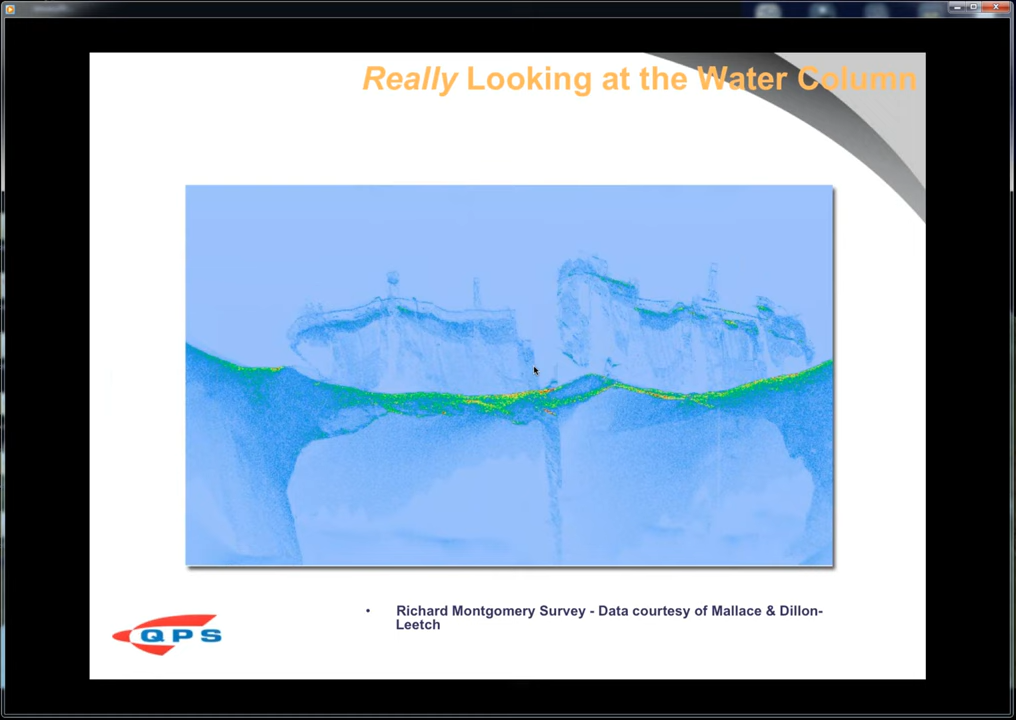 Really Looking at the Water Column
• Richard Montgomery Survey - Data courtesy of Mallace & Dillon-
Leetch
QPS